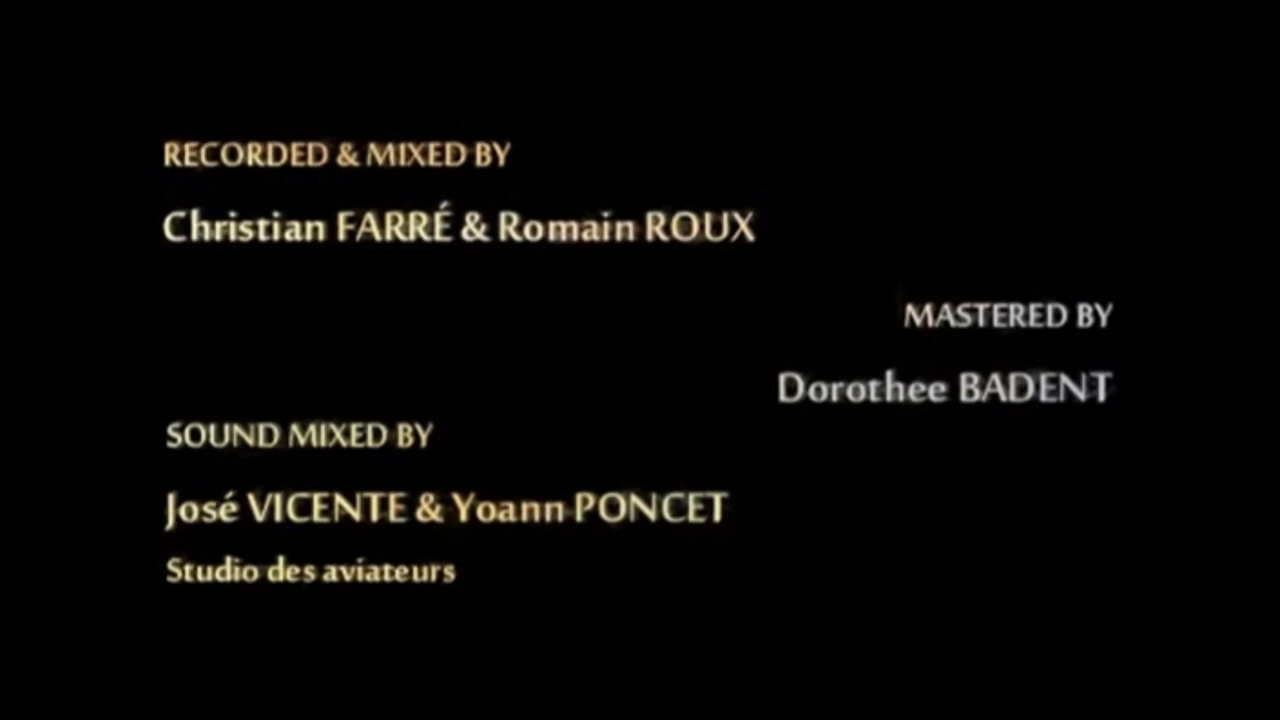 RECORDED & MIXED BY
Christian FARRÉ & Romain ROUX
MASTERED BY
Dorothee BADENT
SOUND MIXED BY
José VICENTE & Yoann PONCET
Studio des aviateurs